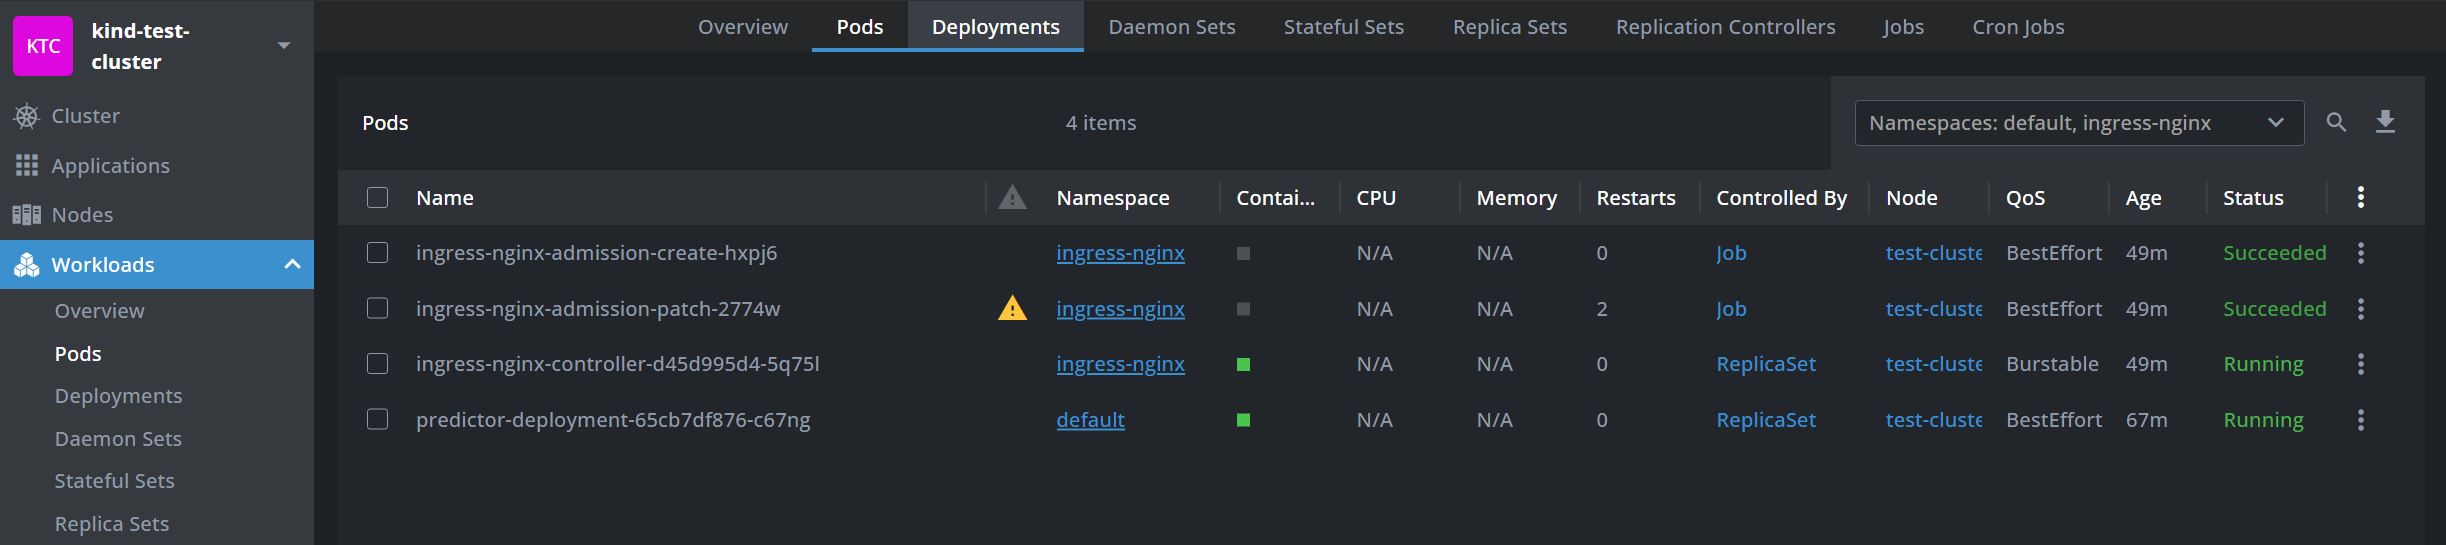 KTC
kind-test-
cluster
Cluster
Applications
Nodes
Workloads
Overview
Pods
Deployments
Daemon Sets
Stateful Sets
Replica Sets
Overview Pods Deployments Daemon Sets Stateful Sets Replica Sets Replication Controllers Jobs Cron Jobs
Pods 4 items Namespaces: default, ingress-nginx
Name Namespace Contai... CPU Memory Restarts Controlled By Node QoS Age Status
ingress-nginx-admission-create-hxpj6 ingress-nginx N/A N/A 0 Job test-cluste BestEffort 49m Succeeded
ingress-nginx-admission-patch-2774w ingress-nginx N/A N/A 2 Job test-cluste BestEffort 49m Succeeded
ingress-nginx-controller-d45d995d4-5q75l ingress-nginx N/A N/A 0 ReplicaSet test-cluste Burstable 49m Running
predictor-deployment-65cb7df876-c67ng default N/A N/A 0 ReplicaSet test-cluste BestEffort 67m Running